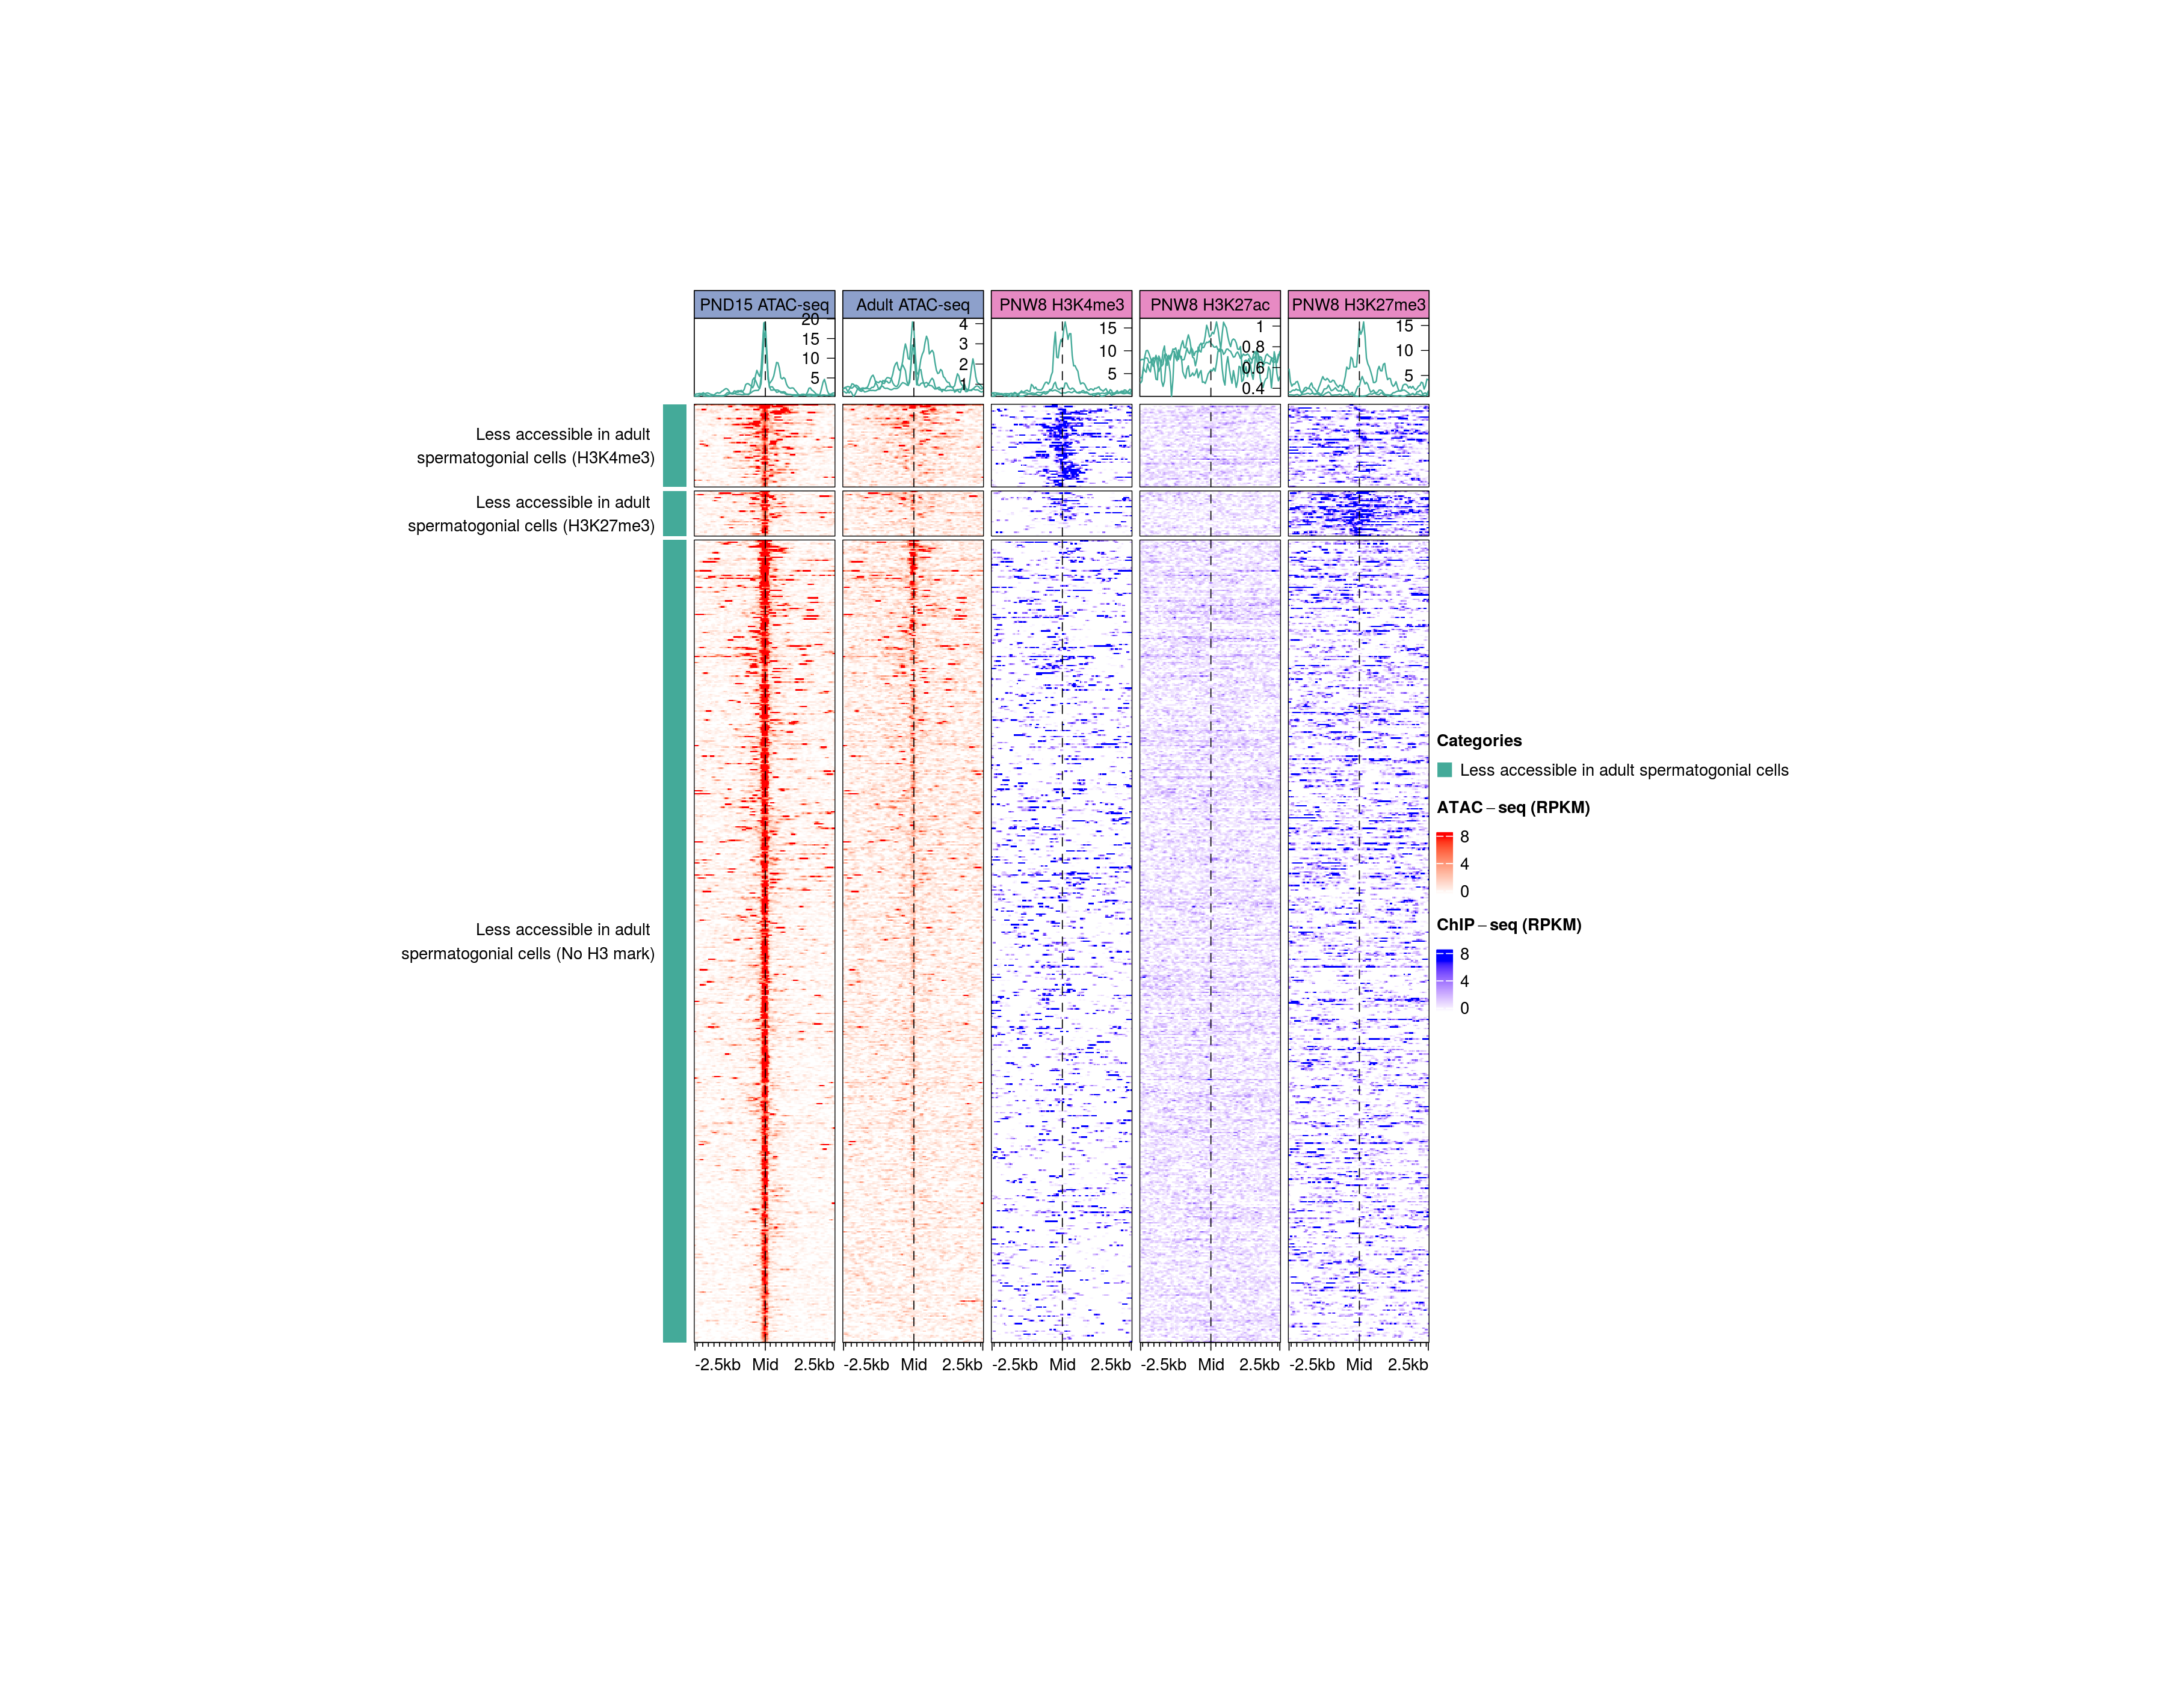 PND15 ATAC-seq
Adult ATAC-seq
PNW8 H3K4me3
PNW8 H3K27ac
PNW8 H3K27me3
20
15
10
5
4
3
2
1
15
10
5
1
0.8
0.6
0.4
15
10
5
Less accessible in adult
spermatogonial cells (H3K4me3)
Less accessible in adult
spermatogonial cells (H3K27me3)
Less accessible in adult
spermatogonial cells (No H3 mark)
-2.5kb Mid 2.5kb
-2.5kb Mid 2.5kb
-2.5kb Mid 2.5kb
-2.5kb Mid 2.5kb
-2.5kb Mid 2.5kb
Categories
Less accessible in adult spermatogonial cells
ATAC–seq (RPKM)
8
4
0
ChIP–seq (RPKM)
8
4
0